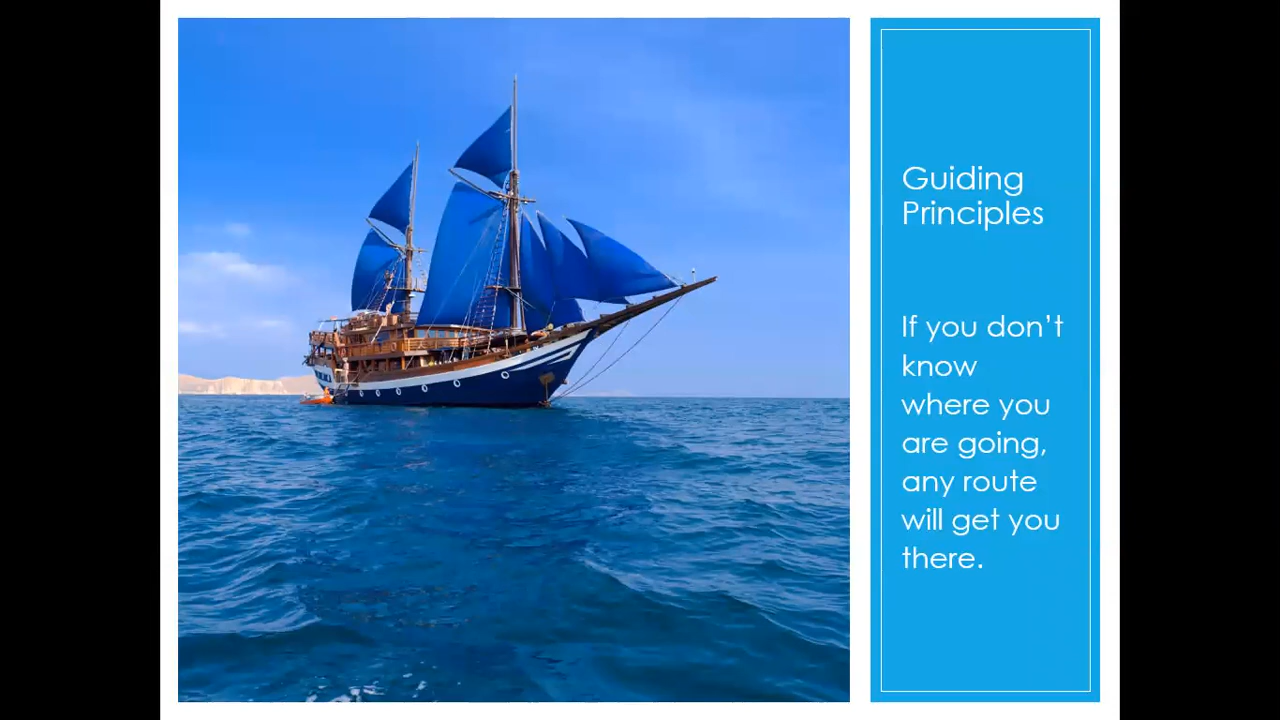 Guiding
Principles
If you don’t
know
where you
are going,
any route
will get you
there.